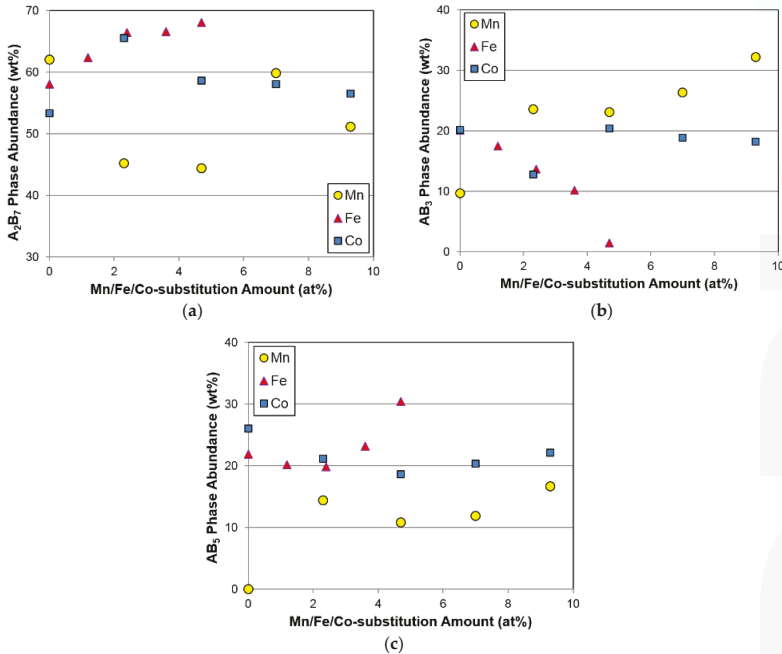 70
60
50
40
30
0
2
4
6
8
10
A₂B₇ Phase Abundance (wt%)
Mn/Fe/Co-substitution Amount (at%)
Mn
Fe
Co
(a)
40
30
20
10
0
0
2
4
6
8
10
AB₃ Phase Abundance (wt%)
Mn/Fe/Co-substitution Amount (at%)
Mn
Fe
Co
(b)
40
30
20
10
0
0
2
4
6
8
10
AB₅ Phase Abundance (wt%)
Mn/Fe/Co-substitution Amount (at%)
Mn
Fe
Co
(c)